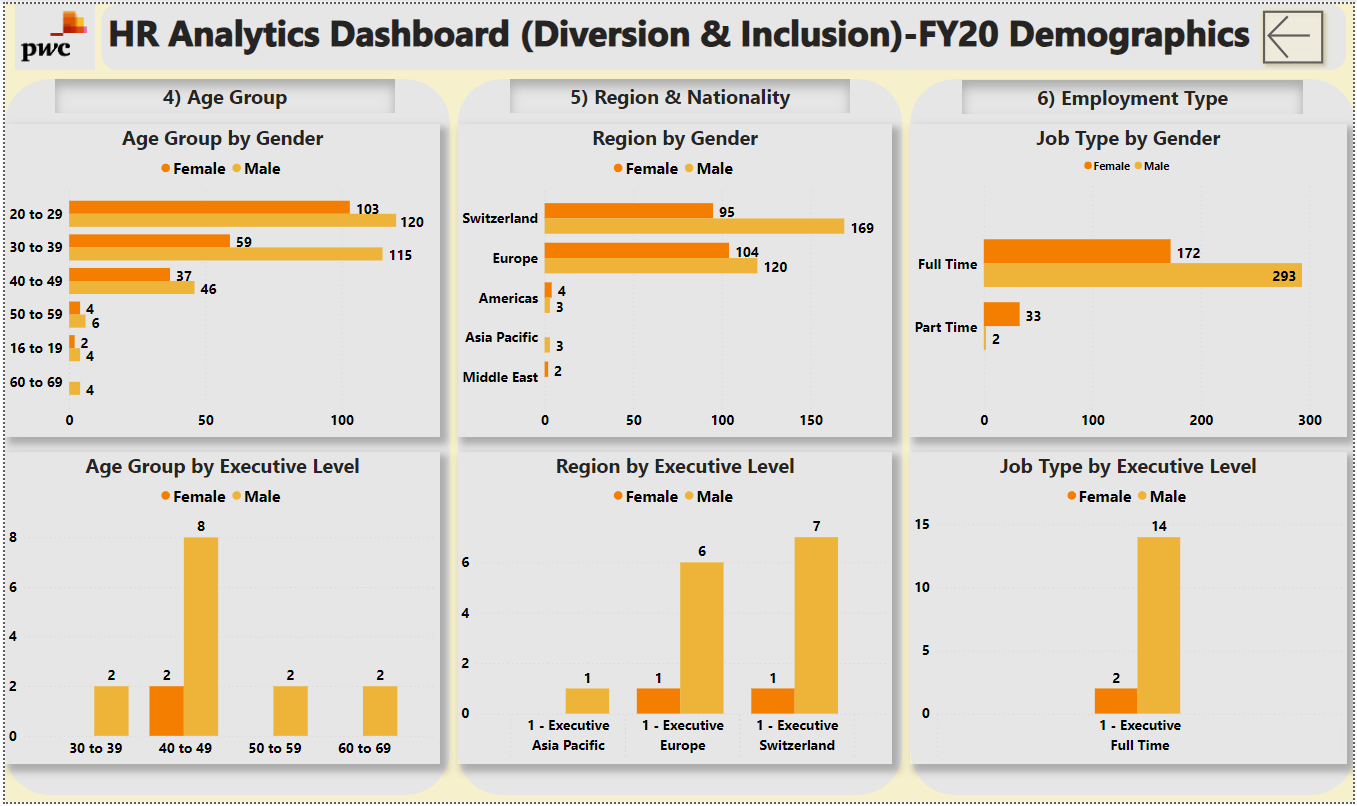 pwc
HR Analytics Dashboard (Diversion & Inclusion)-FY20 Demographics
4) Age Group
Age Group by Gender
Female Male
20 to 29 103 120
30 to 39 59 115
40 to 49 37 46
50 to 59 4 6
16 to 19 2 4
60 to 69 4
0 50 100
Age Group by Executive Level
Female Male
8
6
4
2
0
2 2 8 2 2
30 to 39 40 to 49 50 to 59 60 to 69
5) Region & Nationality
Region by Gender
Female Male
Switzerland 95 169
Europe 104 120
Americas 4 3
Asia Pacific 3
Middle East 2
0 50 100 150
Region by Executive Level
Female Male
6
4
2
0
1 1 6 1 7
1 - Executive 1 - Executive 1 - Executive
Asia Pacific Europe Switzerland
6) Employment Type
Job Type by Gender
Female Male
Full Time 172 293
Part Time 33 2
0 100 200 300
Job Type by Executive Level
Female Male
15
10
5
0
2 14
1 - Executive
Full Time